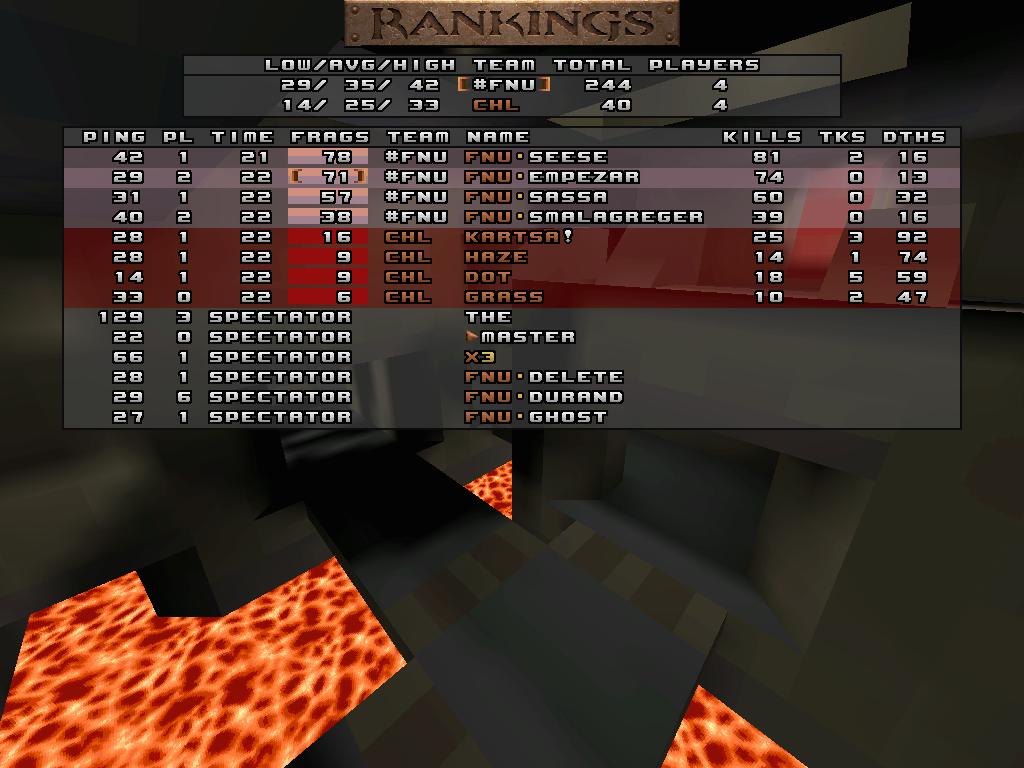 RANKINGS
LOW/AVG/HIGH TEAM TOTAL PLAYERS
29/ 35/ 42 [#FNU] 244 4
14/ 25/ 33 CHL 40 4
PING PL TIME FRAGS TEAM NAME KILLS TKS DTHS
42 1 21 78 #FNU FNU·SEESE 81 2 16
29 2 22 [ 71] #FNU FNU·EMPEZAR 74 0 13
31 1 22 57 #FNU FNU·SASSA 60 0 32
40 2 22 38 #FNU FNU·SMALAGREGER 39 0 16
28 1 22 16 CHL KARTSA! 25 3 92
28 1 22 9 CHL HAZE 14 1 74
14 1 22 9 CHL DOT 18 5 59
33 0 22 6 CHL GRASS 10 2 47
129 3 SPECTATOR THE
22 0 SPECTATOR MASTER
66 1 SPECTATOR X3
28 1 SPECTATOR FNU·DELETE
29 6 SPECTATOR FNU·DURAND
27 1 SPECTATOR FNU·GHOST